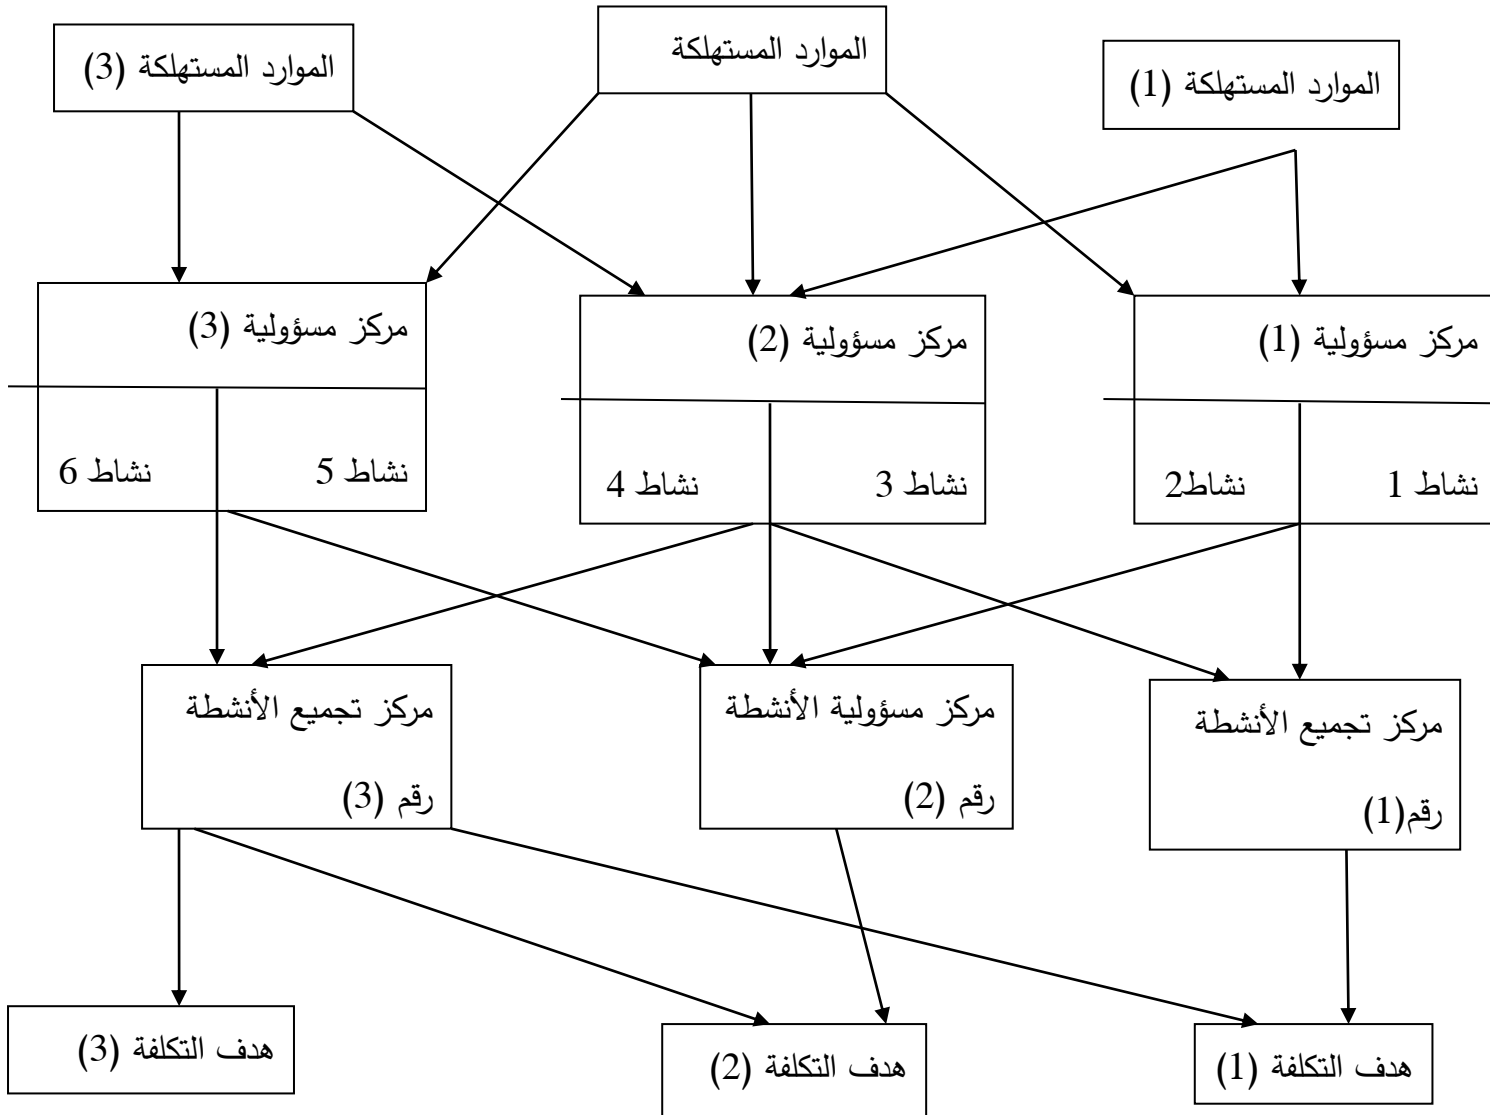 الموارد المستهلكة (1)
الموارد المستهلكة
الموارد المستهلكة (3)
مركز مسؤولية (1)
نشاط 1
نشاط2
مركز مسؤولية (2)
نشاط 3
نشاط 4
مركز مسؤولية (3)
نشاط 5
نشاط 6
مركز تجميع الأنشطة
رقم(1)
مركز مسؤولية الأنشطة
رقم (2)
مركز تجميع الأنشطة
رقم (3)
هدف التكلفة (1)
هدف التكلفة (2)
هدف التكلفة (3)